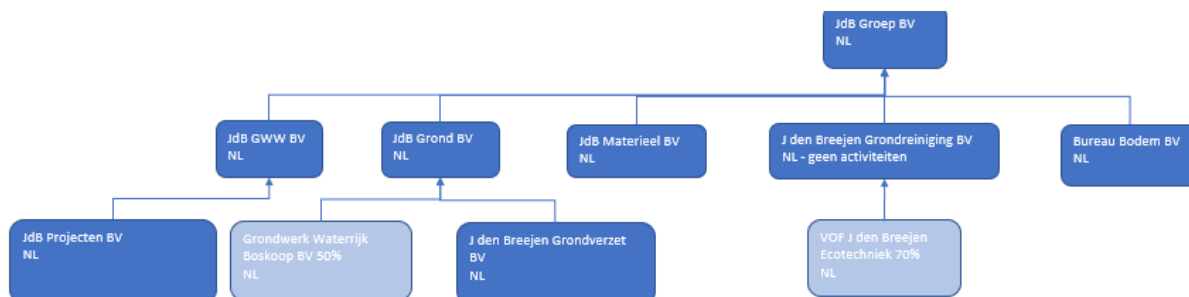 JdB Groep BV
NL
JdB GWW BV
NL
JdB Grond BV
NL
JdB Materieel BV
NL
J den Breejen Grondreiniging BV
NL - geen activiteiten
Bureau Bodem BV
NL
JdB Projecten BV
NL
Grondwerk Waterrijk
Boskoop BV 50%
NL
J den Breejen Grondverzet
BV
NL
VOF J den Breejen
Ecotechniek 70%
NL